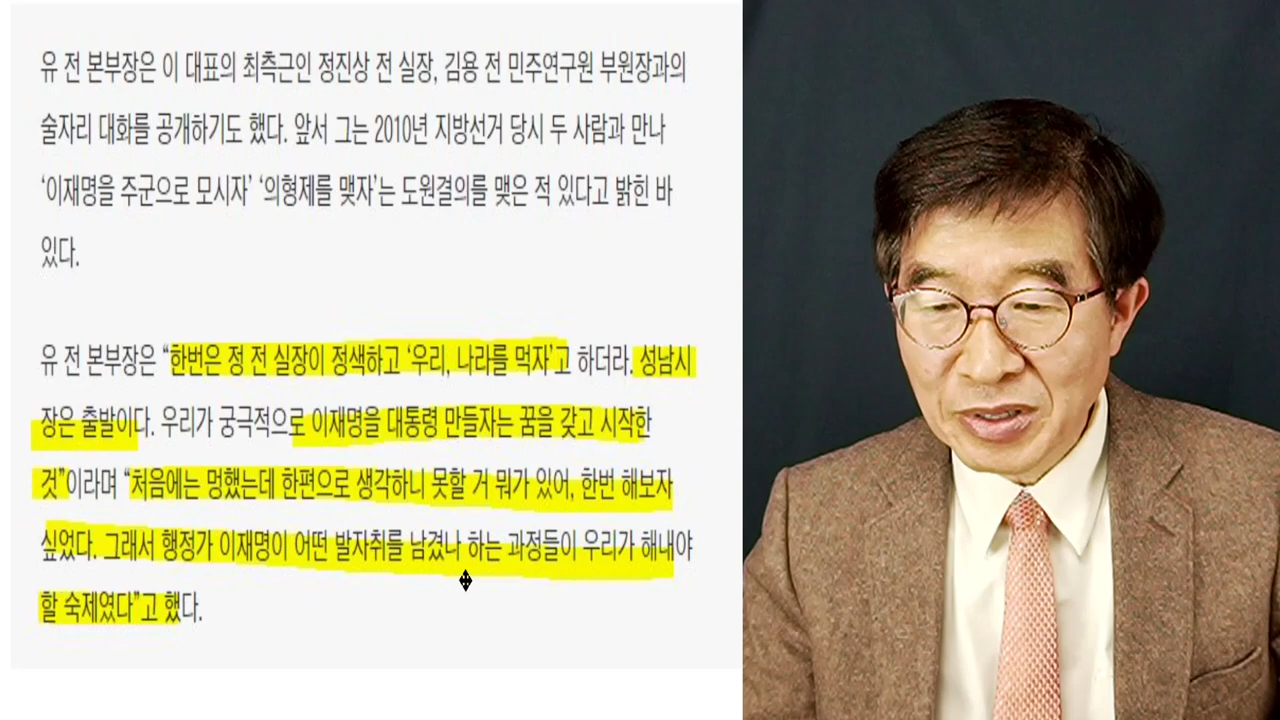 유 전 본부장은 이 대표의 최측근인 정진상 전 실장, 김용 전 민주연구원 부원장과의
술자리 대화를 공개하기도 했다. 앞서 그는 2010년 지방선거 당시 두 사람과 만나
‘이재명을 주군으로 모시자’ ‘의형제를 맺자’는 도원결의를 맺은 적 있다고 밝힌 바
있다.
유 전 본부장은 “한번은 정 전 실장이 정색하고 ‘우리, 나라를 먹자’고 하더라. 성남시
장은 출발이다. 우리가 궁극적으로 이재명을 대통령 만들자는 꿈을 갖고 시작한
것”이라며 “처음에는 멍했는데 한편으로 생각하니 못할 거 뭐가 있어, 한번 해보자
싶었다. 그래서 행정가 이재명이 어떤 발자취를 남겼나 하는 과정들이 우리가 해내야
할 숙제였다”고 했다.